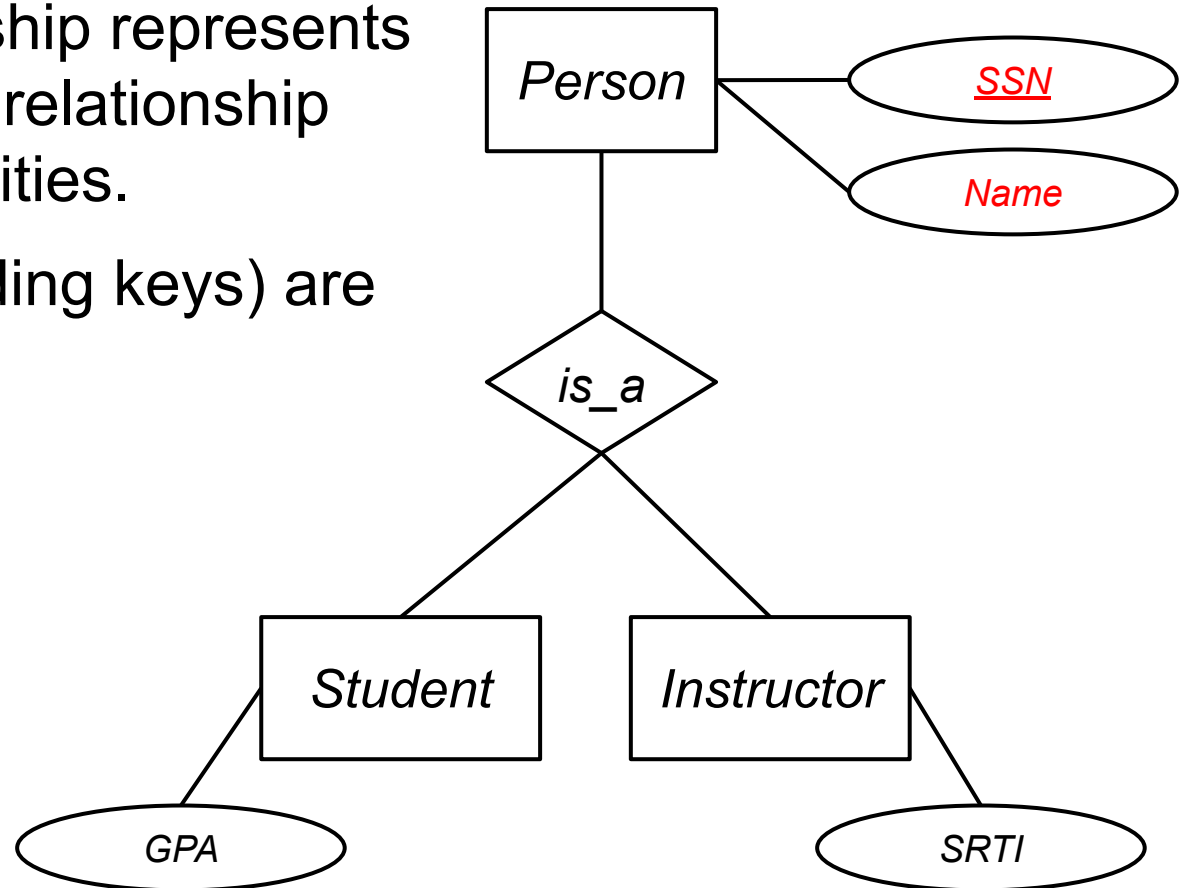 ship represents
relationship
ities.
ding keys) are
Person
SSN
Name
is_a
Student
Instructor
GPA
SRTI